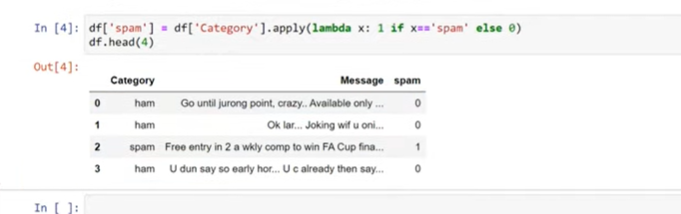 In [4]: df['spam'] = df['Category'].apply(lambda x: 1 if x=='spam' else 0)
df.head(4)
Out[4]:
Category Message spam
0 ham Go until jurong point, crazy.. Available only ... 0
1 ham Ok lar... Joking wif u oni... 0
2 spam Free entry in 2 a wkly comp to win FA Cup fina... 1
3 ham U dun say so early hor... U c already then say... 0
In [ ]: